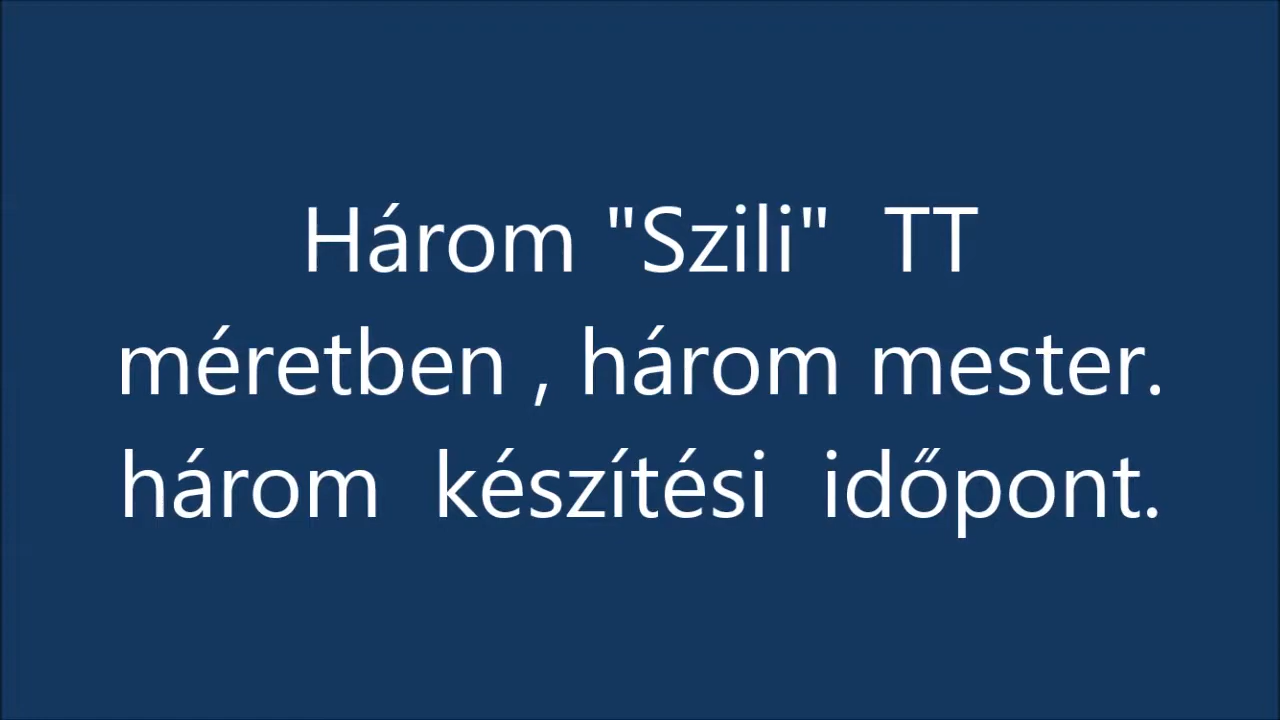 Három "Szili"  TT
méretben , három mester.
három  készítési  időpont.